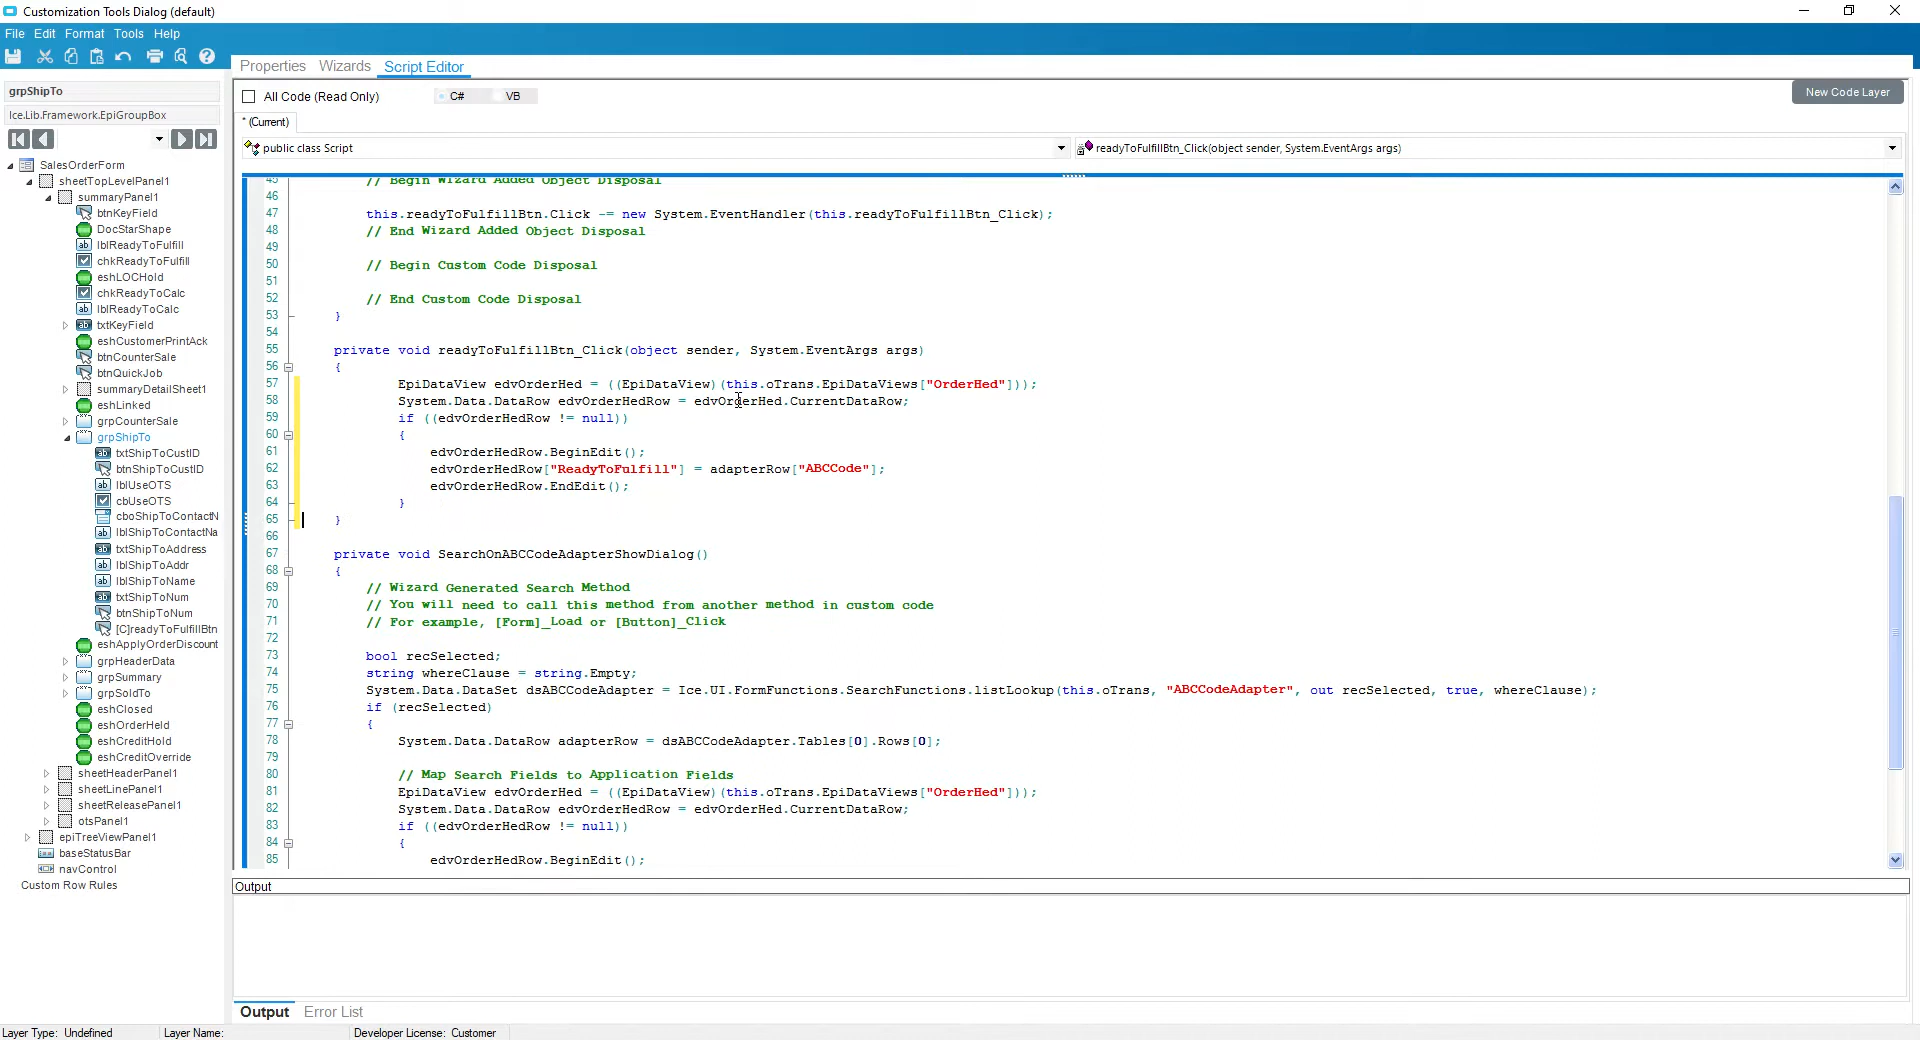 Customization Tools Dialog (default)
File Edit Format Tools Help
Properties Wizards Script Editor
grpShipTo
Ice.Lib.Framework.EpiGroupBox
SalesOrderForm
sheetTopLevelPanel1
summaryPanel1
btnKeyField
DocStarShape
lblReadyToFulfill
chkReadyToFulfill
eshLOCHold
chkReadyToCalc
lblReadyToCalc
txtKeyField
eshCustomerPrintAck
btnCounterSale
btnQuickJob
summaryDetailSheet1
eshLinked
grpCounterSale
grpShipTo
txtShipToCustID
btnShipToCustID
lblUseOTS
cbUseOTS
cboShipToContactN
lblShipToContactNa
txtShipToAddress
lblShipToAddr
lblShipToName
txtShipToNum
btnShipToNum
[C]readyToFulfillBtn
eshApplyOrderDiscount
grpHeaderData
grpSummary
grpSoldTo
eshClosed
eshOrderHeld
eshCreditHold
eshCreditOverride
sheetHeaderPanel1
sheetLinePanel1
sheetReleasePanel1
otsPanel1
epiTreeViewPanel1
baseStatusBar
navControl
Custom Row Rules
All Code (Read Only) C# VB
New Code Layer
* (Current)
public class Script
readyToFulfillBtn_Click(object sender, System.EventArgs args)
45 // Begin Wizard Added Object Disposal
46
47 this.readyToFulfillBtn.Click -= new System.EventHandler(this.readyToFulfillBtn_Click);
48 // End Wizard Added Object Disposal
49
50 // Begin Custom Code Disposal
51
52 // End Custom Code Disposal
53 }
54
55 private void readyToFulfillBtn_Click(object sender, System.EventArgs args)
56 {
57 EpiDataView edvOrderHed = ((EpiDataView)(this.oTrans.EpiDataViews["OrderHed"]));
58 System.Data.DataRow edvOrderHedRow = edvOrderHed.CurrentDataRow;
59 if ((edvOrderHedRow != null))
60 {
61 edvOrderHedRow.BeginEdit();
62 edvOrderHedRow["ReadyToFulfill"] = adapterRow["ABCCode"];
63 edvOrderHedRow.EndEdit();
64 }
65 }
66
67 private void SearchOnABCCodeAdapterShowDialog()
68 {
69 // Wizard Generated Search Method
70 // You will need to call this method from another method in custom code
71 // For example, [Form]_Load or [Button]_Click
72
73 bool recSelected;
74 string whereClause = string.Empty;
75 System.Data.DataSet dsABCCodeAdapter = Ice.UI.FormFunctions.SearchFunctions.listLookup(this.oTrans, "ABCCodeAdapter", out recSelected, true, whereClause);
76 if (recSelected)
77 {
78 System.Data.DataRow adapterRow = dsABCCodeAdapter.Tables[0].Rows[0];
79
80 // Map Search Fields to Application Fields
81 EpiDataView edvOrderHed = ((EpiDataView)(this.oTrans.EpiDataViews["OrderHed"]));
82 System.Data.DataRow edvOrderHedRow = edvOrderHed.CurrentDataRow;
83 if ((edvOrderHedRow != null))
84 {
85 edvOrderHedRow.BeginEdit();
Output
Output Error List
Layer Type: Undefined Layer Name: Developer License: Customer